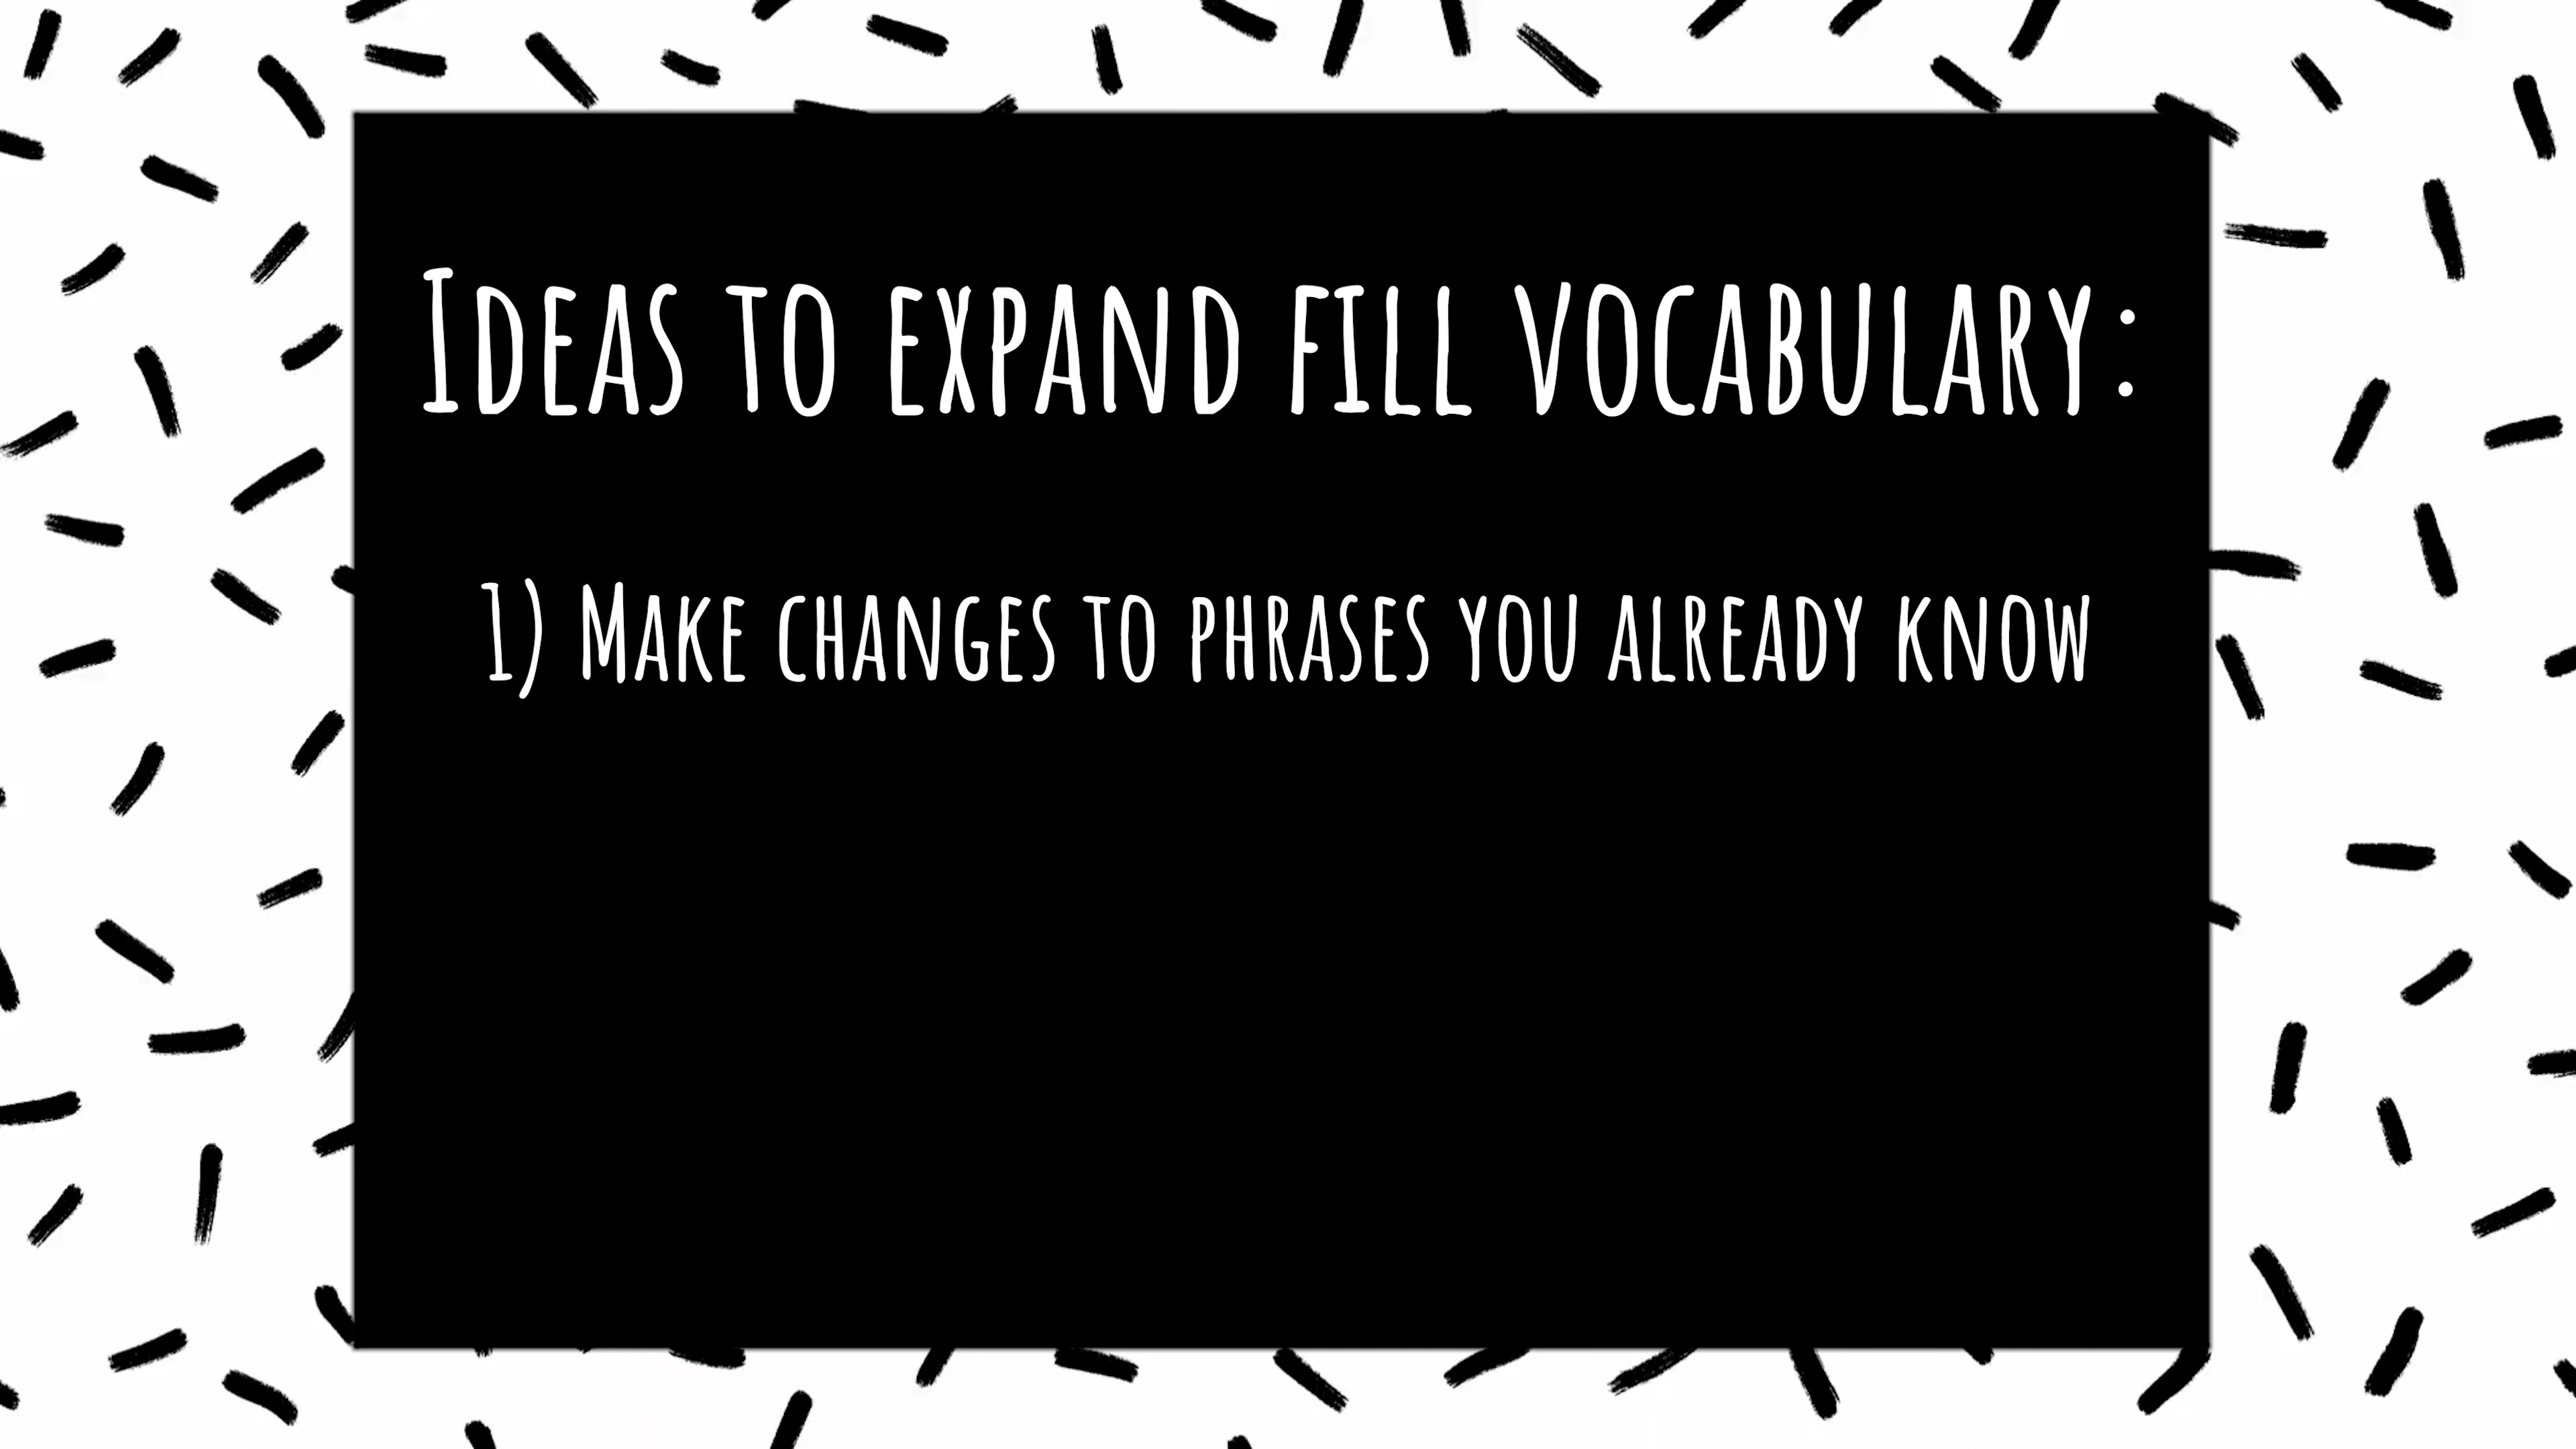 Ideas to expand fill vocabulary:
1) Make changes to phrases you already know